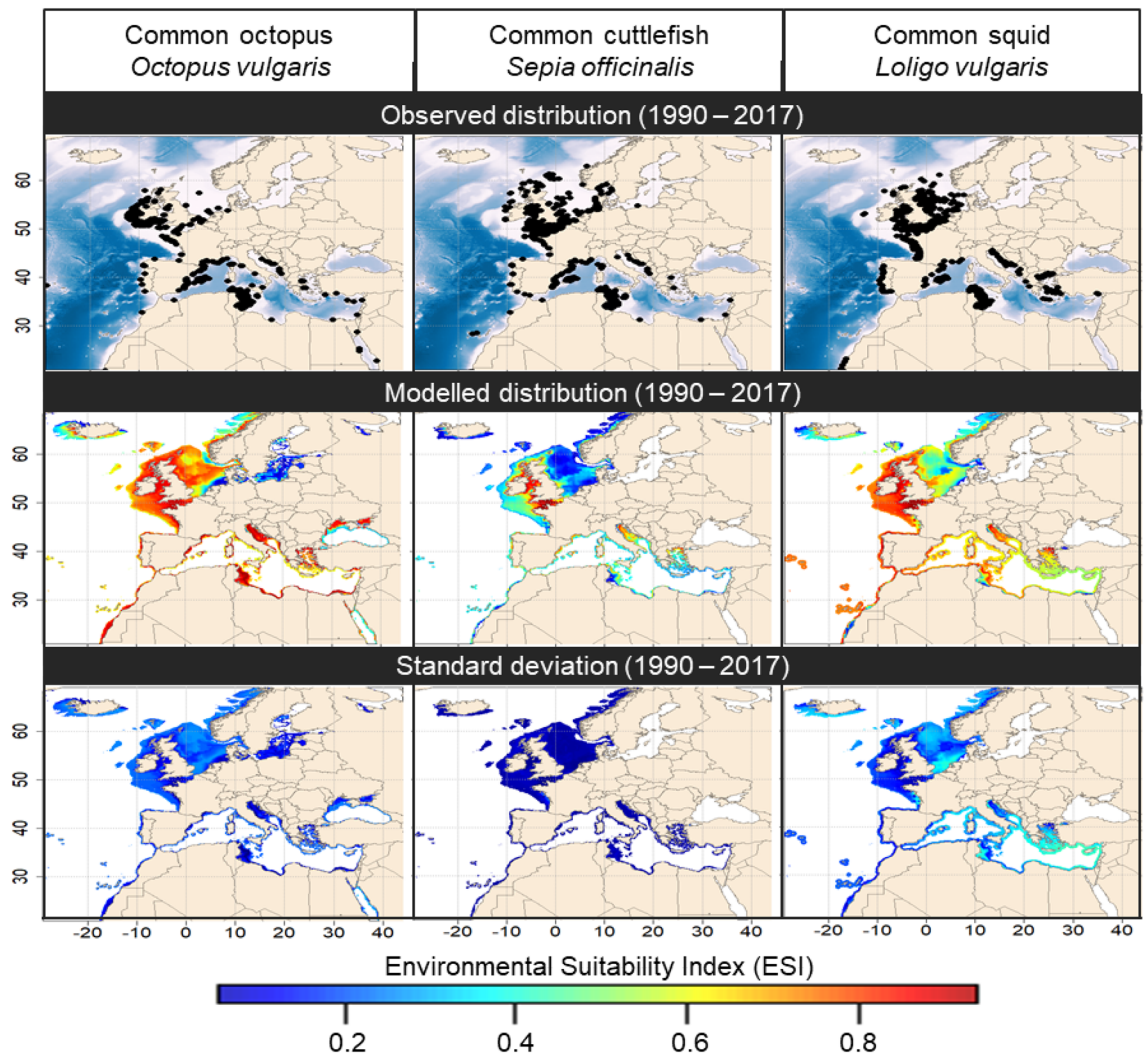 Common octopus
Octopus vulgaris
Common cuttlefish
Sepia officinalis
Common squid
Loligo vulgaris
Observed distribution (1990 – 2017)
60
50
40
30
Modelled distribution (1990 – 2017)
60
50
40
30
Standard deviation (1990 – 2017)
60
50
40
30
-20 0 10 20 30 40
-20 0 10 20 30 40
-20 0 10 20 30 40
Environmental Suitability Index (ESI)
0.2 0.4 0.6 0.8